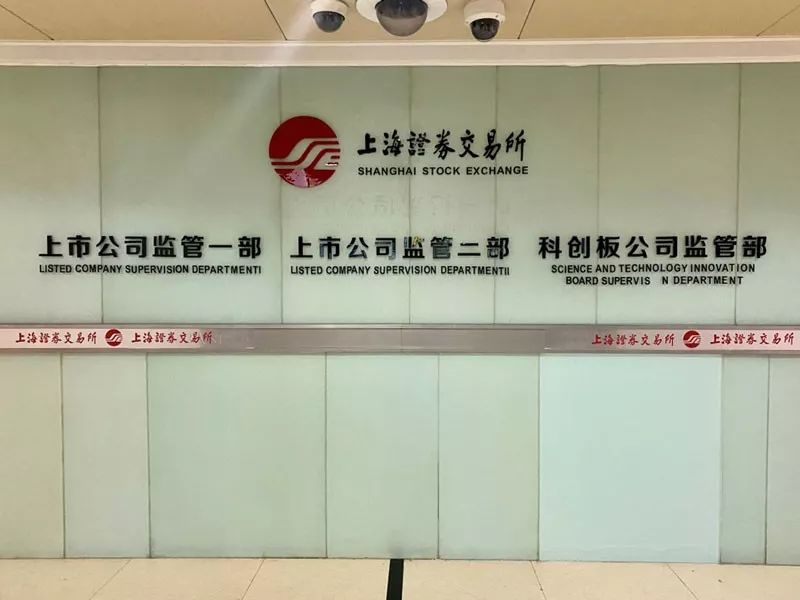 上海證券交易所
SHANGHAI STOCK EXCHANGE
上市公司监管一部
LISTED COMPANY SUPERVISION DEPARTMENTI
上市公司监管二部
LISTED COMPANY SUPERVISION DEPARTMENTII
科创板公司监管部
SCIENCE AND TECHNOLOGY INNOVATION
BOARD SUPERVIS N DEPARTMENT
上海證券交易所 上海證券交易所
上海證券交易所 上海證券交易所